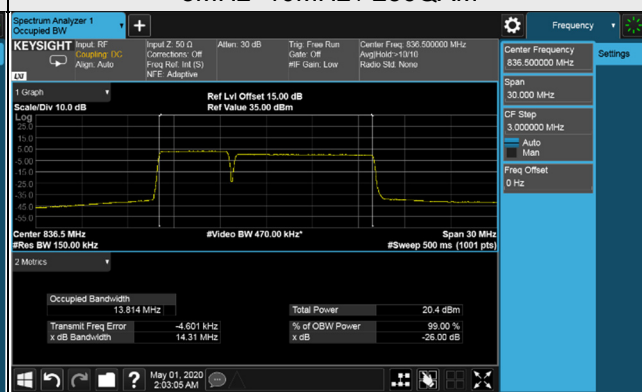 Spectrum Analyzer 1
Occupied BW
Frequency
KEYSIGHT
Input: RF
Coupling: DC
Align: Auto
Input Z: 50 Ω
Corrections: Off
Freq Ref: Int (S)
NFE: Adaptive
Atten: 30 dB
Trig: Free Run
Gate: Off
#IF Gain: Low
Center Freq: 836.500000 MHz
Avg|Hold:>10/10
Radio Std: None
LXI
Center Frequency
836.500000 MHz
Settings
Span
30.000 MHz
CF Step
3.000000 MHz
Auto
Man
Freq Offset
0 Hz
1 Graph
Scale/Div 10.0 dB
Ref Lvl Offset 15.00 dB
Ref Value 35.00 dBm
Log
25.0
15.0
5.00
-5.00
-15.0
-25.0
-35.0
-45.0
-55.0
Center 836.5 MHz
#Res BW 150.00 kHz
#Video BW 470.00 kHz*
Span 30 MHz
#Sweep 500 ms (1001 pts)
2 Metrics
Occupied Bandwidth
13.814 MHz
Total Power 20.4 dBm
Transmit Freq Error -4.601 kHz
% of OBW Power 99.00 %
x dB Bandwidth 14.31 MHz
x dB -26.00 dB
May 01, 2020
2:03:05 AM